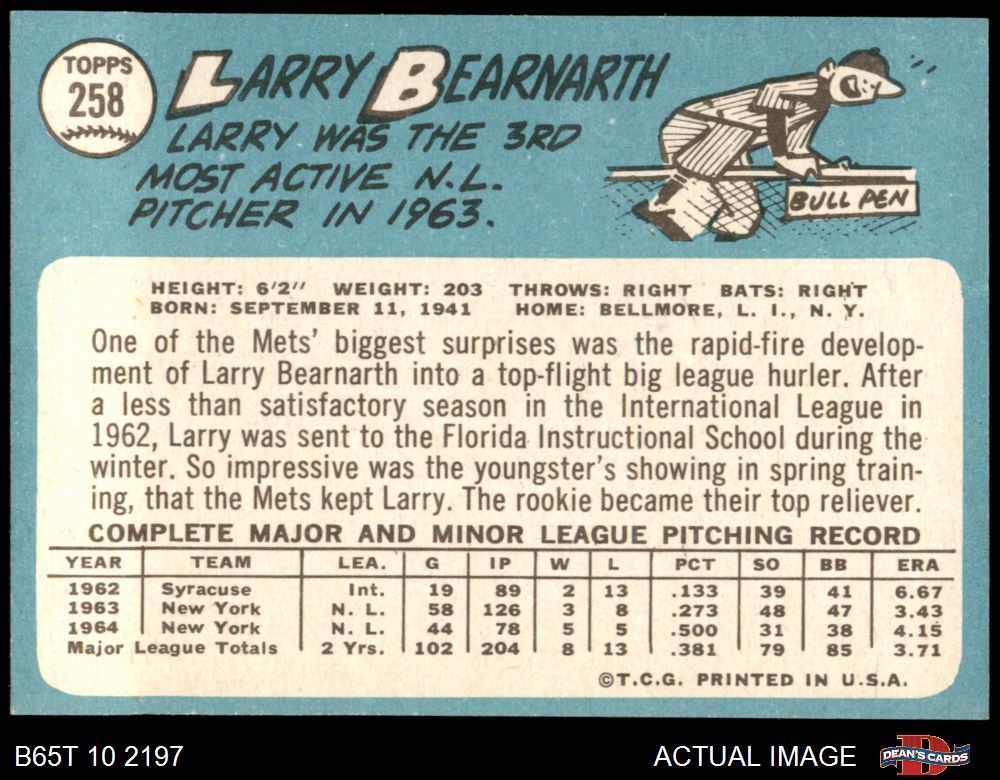 TOPPS
258
LARRY BEARNARTH
LARRY WAS THE 3RD
MOST ACTIVE N.L.
PITCHER IN 1963.
BULL PEN
HEIGHT: 6'2" WEIGHT: 203 THROWS: RIGHT BATS: RIGHT
BORN: SEPTEMBER 11, 1941 HOME: BELLMORE, L. I., N. Y.
One of the Mets' biggest surprises was the rapid-fire develop-
ment of Larry Bearnarth into a top-flight big league hurler. After
a less than satisfactory season in the International League in
1962, Larry was sent to the Florida Instructional School during the
winter. So impressive was the youngster's showing in spring train-
ing, that the Mets kept Larry. The rookie became their top reliever.
COMPLETE MAJOR AND MINOR LEAGUE PITCHING RECORD
YEAR TEAM LEA. G IP W L PCT SO BB ERA
1962 Syracuse Int. 19 89 2 13 .133 39 41 6.67
1963 New York N. L. 58 126 3 8 .273 48 47 3.43
1964 New York N. L. 44 78 5 5 .500 31 38 4.15
Major League Totals 2 Yrs. 102 204 8 13 .381 79 85 3.71
©T.C.G. PRINTED IN U.S.A.
B65T 10 2197
ACTUAL IMAGE
DEAN'S CARDS